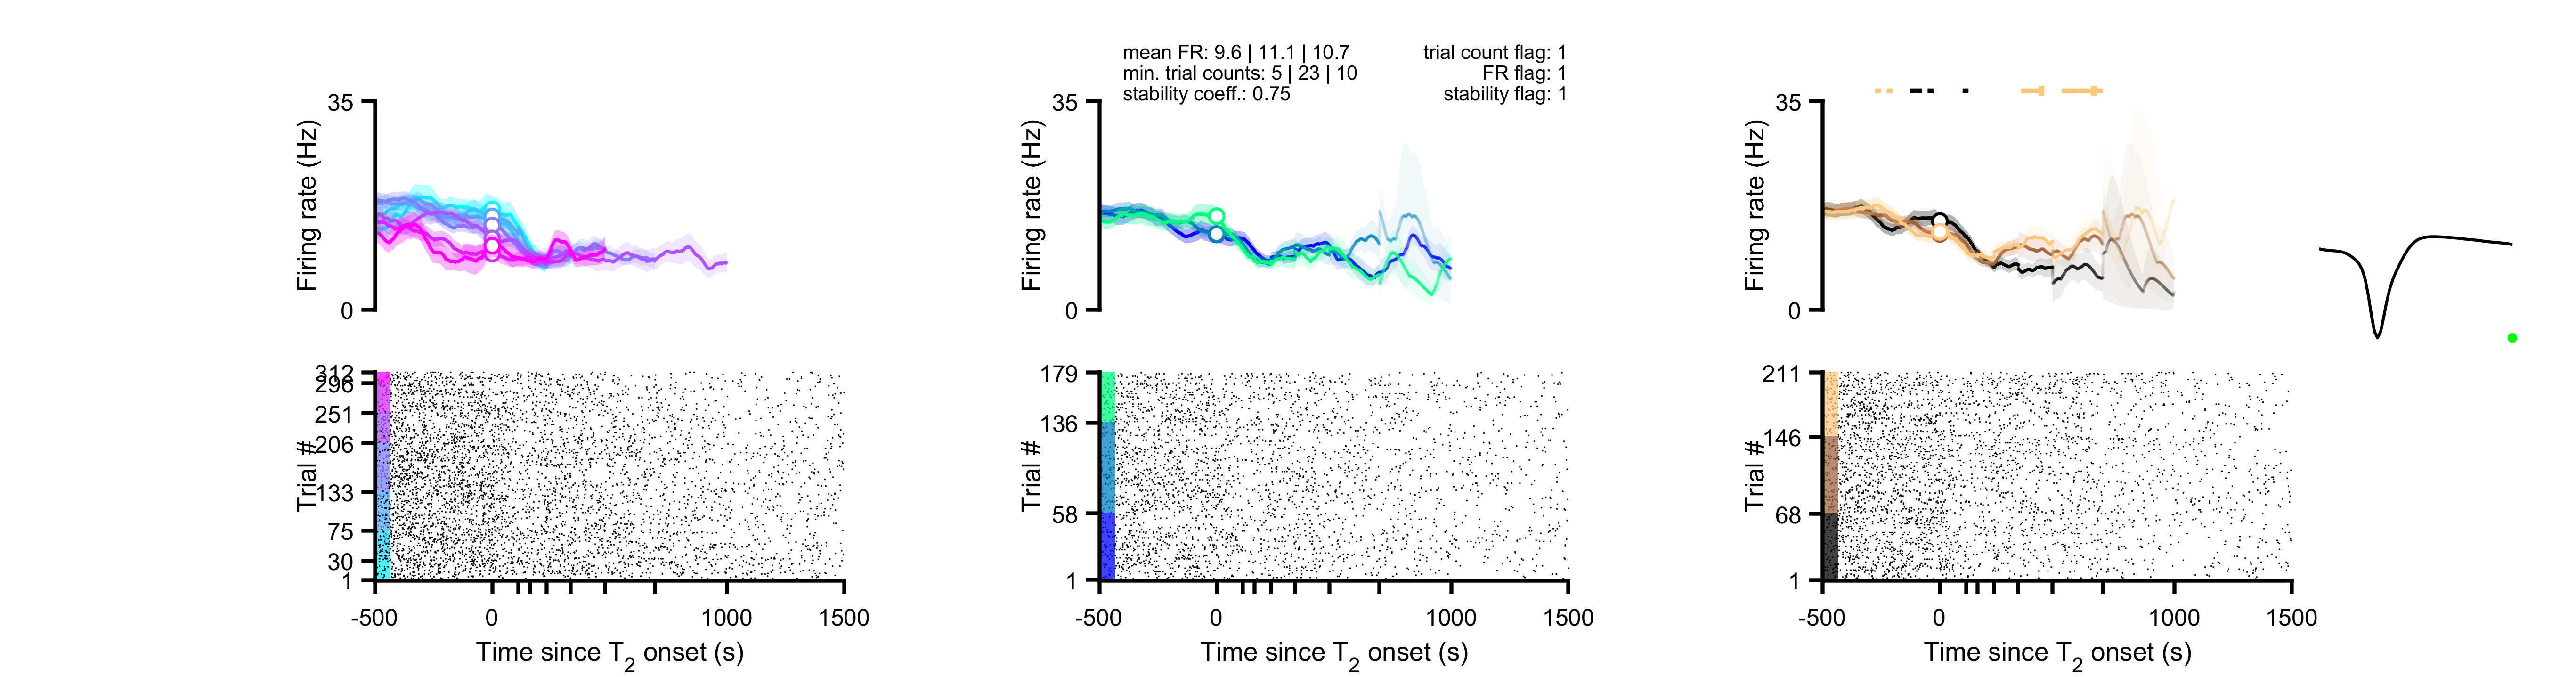 mean FR: 9.6 | 11.1 | 10.7
min. trial counts: 5 | 23 | 10
stability coeff.: 0.75
trial count flag: 1
FR flag: 1
stability flag: 1
35
Firing rate (Hz)
0
35
Firing rate (Hz)
0
35
Firing rate (Hz)
0
312
296
251
206
133
75
30
1
Trial #
-500
0
1000
1500
Time since T2 onset (s)
179
136
58
1
Trial #
-500
0
1000
1500
Time since T2 onset (s)
211
146
68
1
Trial #
-500
0
1000
1500
Time since T2 onset (s)